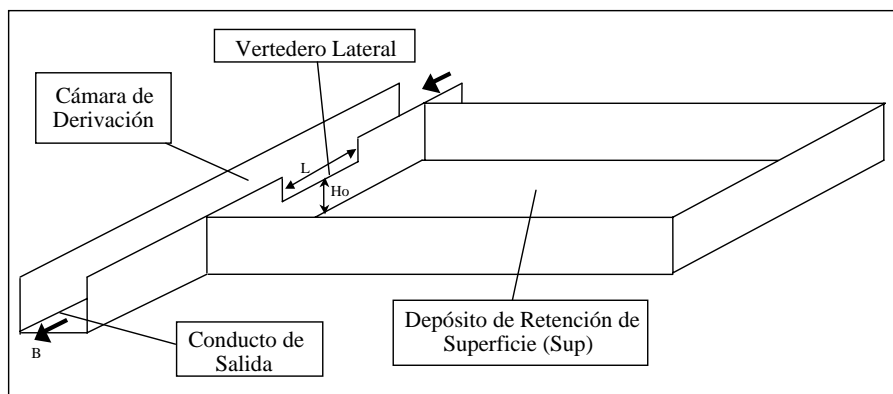 Vertedero Lateral
Cámara de
Derivación
L
Ho
Depósito de Retención de
Superficie (Sup)
Conducto de
Salida
B